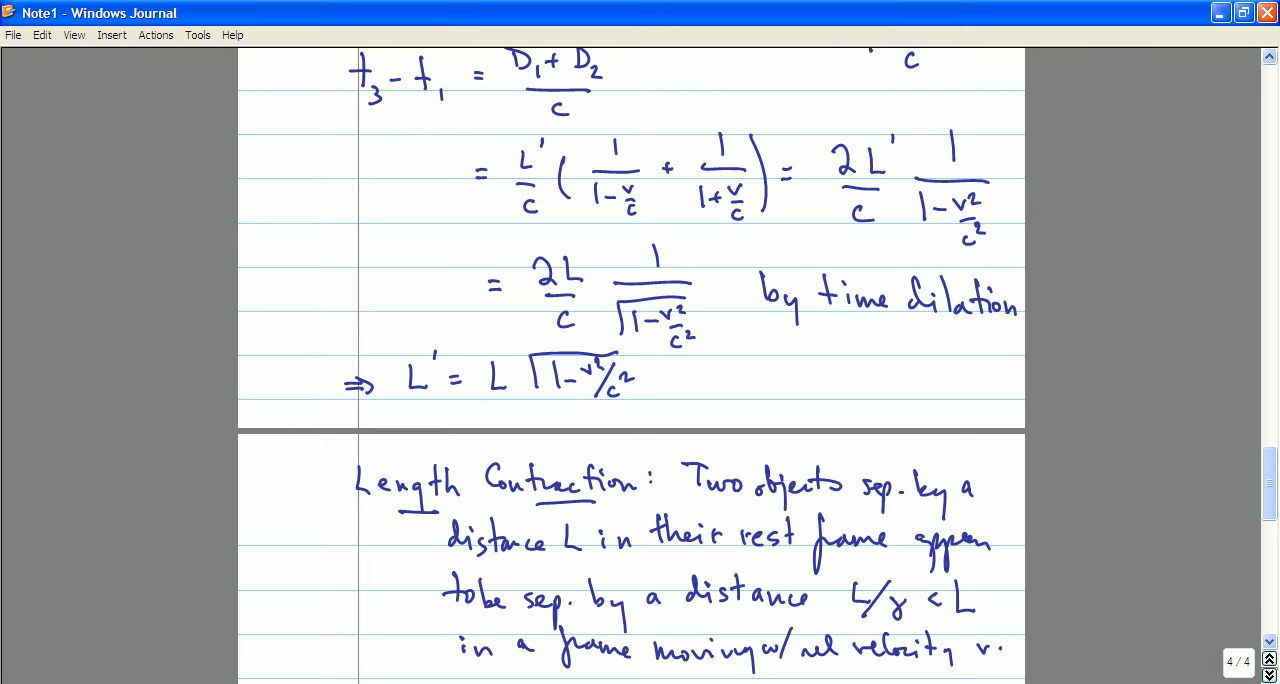 Note1 - Windows Journal
File Edit View Insert Actions Tools Help
t₃ - t₁ = (D₁ + D₂)/c
c
= L'/c ( 1/(1 - v/c) + 1/(1 + v/c) ) = 2L'/c 1/(1 - v²/c²)
= 2L/c 1/√(1 - v²/c²) by time dilation
⇒ L' = L √(1 - v²/c²)
Length Contraction: Two objects sep. by a
distance L in their rest frame appear
to be sep. by a distance L/γ < L
in a frame moving w/ rel velocity v.
4 / 4